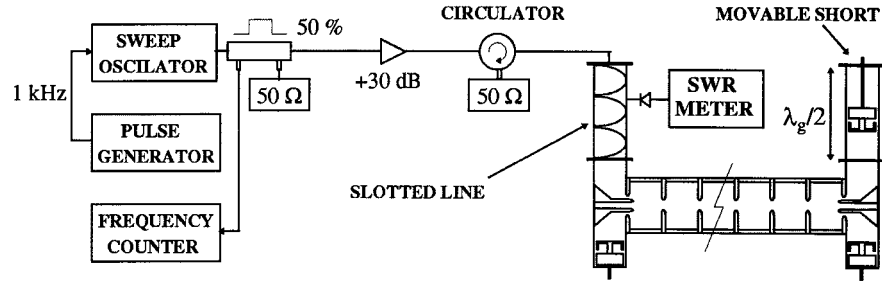 CIRCULATOR
MOVABLE SHORT
50 %
SWEEP
OSCILATOR
+30 dB
50 Ω
50 Ω
SWR
METER
λg/2
1 kHz
PULSE
GENERATOR
SLOTTED LINE
FREQUENCY
COUNTER